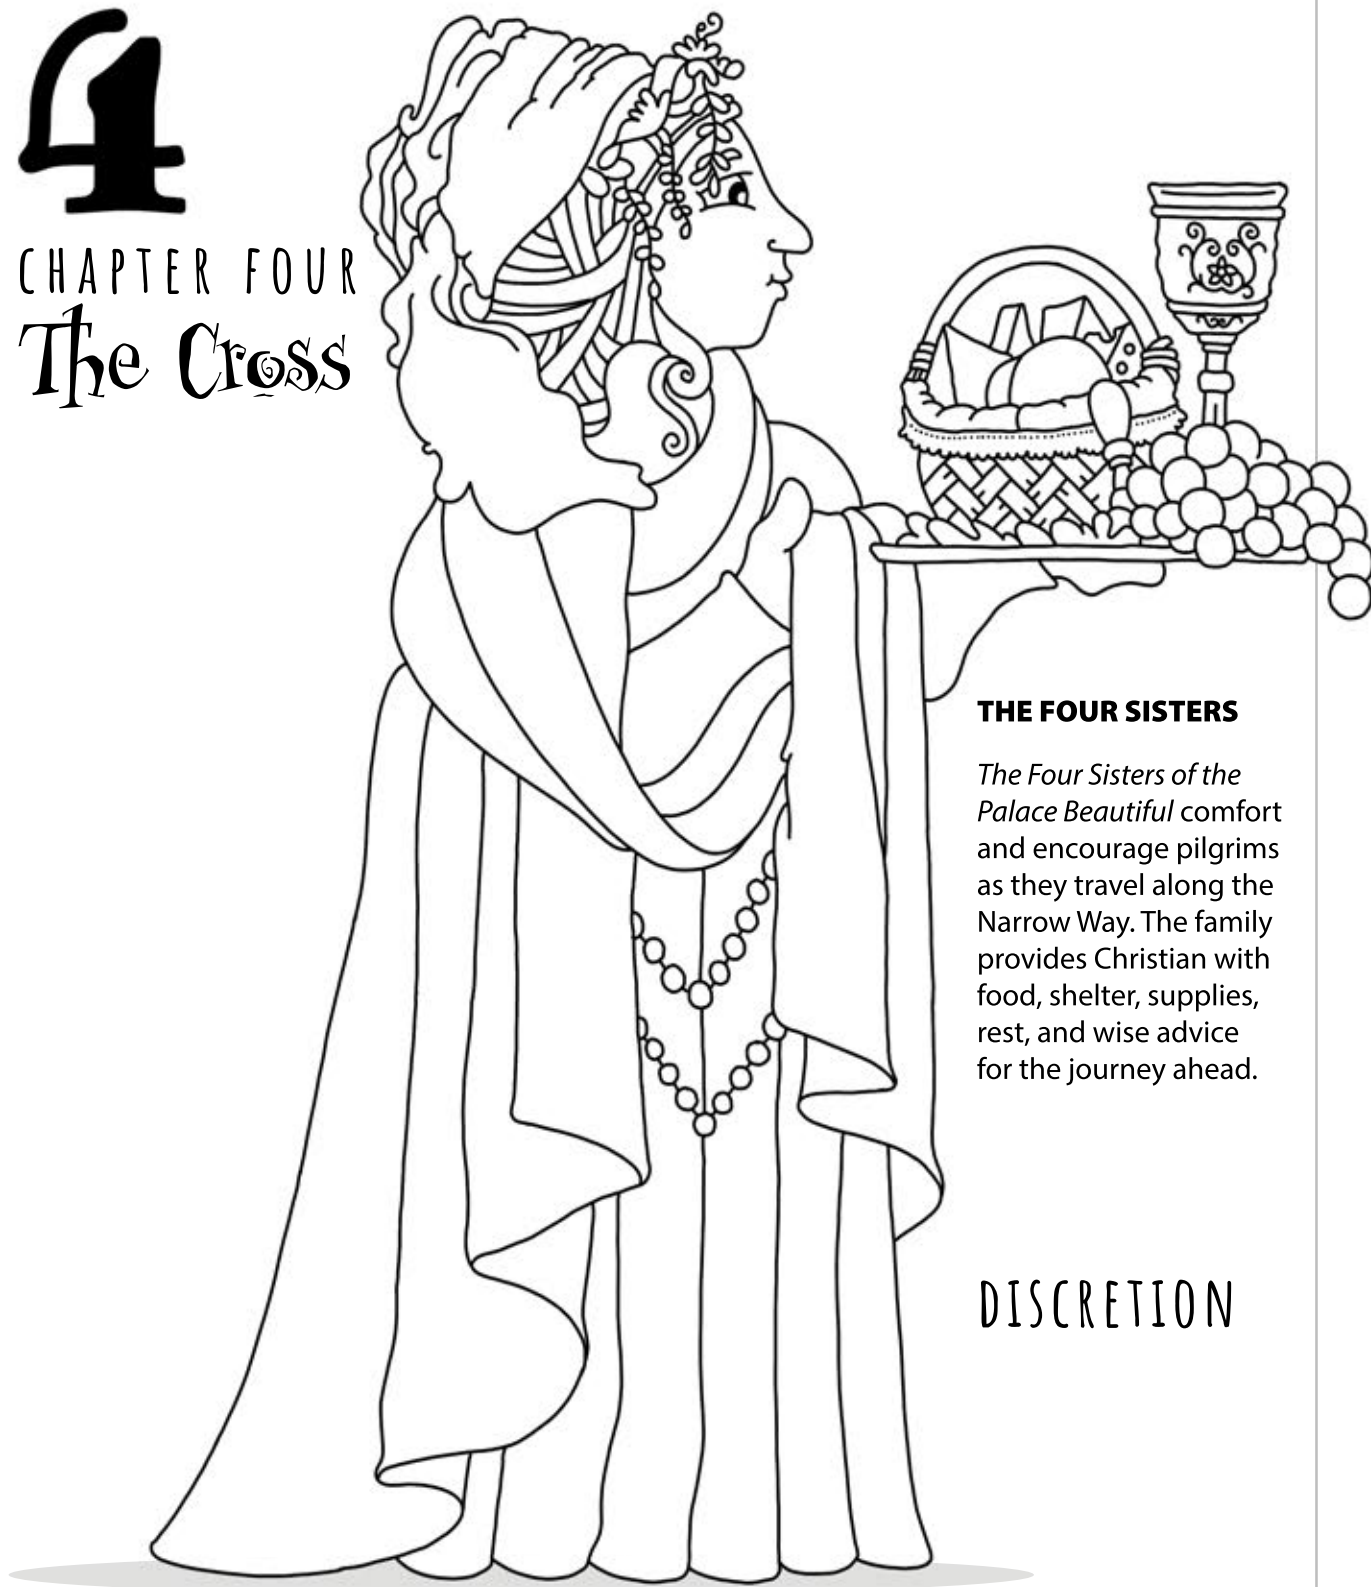 4
CHAPTER FOUR
The Cross
THE FOUR SISTERS
The Four Sisters of the
Palace Beautiful comfort
and encourage pilgrims
as they travel along the
Narrow Way. The family
provides Christian with
food, shelter, supplies,
rest, and wise advice
for the journey ahead.
DISCRETION